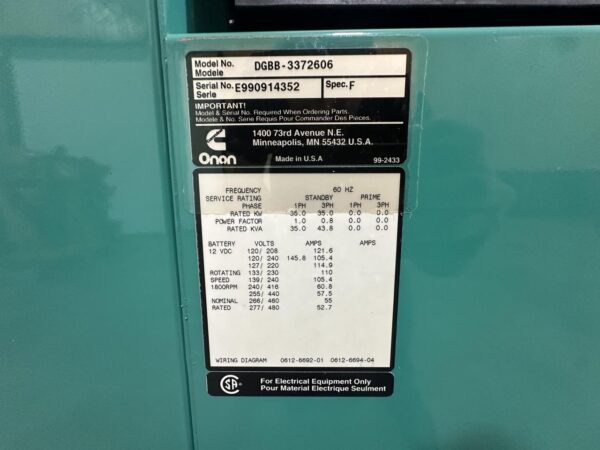 Model No. DGBB-3372606
Modele
Serial No. E990914352 Spec. F
Serie
IMPORTANT!
Model & Serial No. Required When Ordering Parts.
Modele & No. Serie Requis Pour Commander Des Pieces.
1400 73rd Avenue N.E.
Minneapolis, MN 55432 U.S.A.
Onan Made in U.S.A 99-2433
FREQUENCY 60 HZ
SERVICE RATING STANDBY PRIME
PHASE 1PH 3PH 1PH 3PH
RATED KW 35.0 35.0 0.0 0.0
POWER FACTOR 1.0 0.8 0.0 0.0
RATED KVA 35.0 43.8 0.0 0.0
BATTERY VOLTS AMPS AMPS
12 VDC 120/ 208 121.6
120/ 240 145.8 105.4
127/ 220 114.9
ROTATING 133/ 230 110
SPEED 139/ 240 105.4
1800RPM 240/ 416 60.8
255/ 440 57.5
NOMINAL 266/ 460 55
RATED 277/ 480 52.7
WIRING DIAGRAM 0612-6692-01 0612-6694-04
For Electrical Equipment Only
Pour Material Electrique Seulment